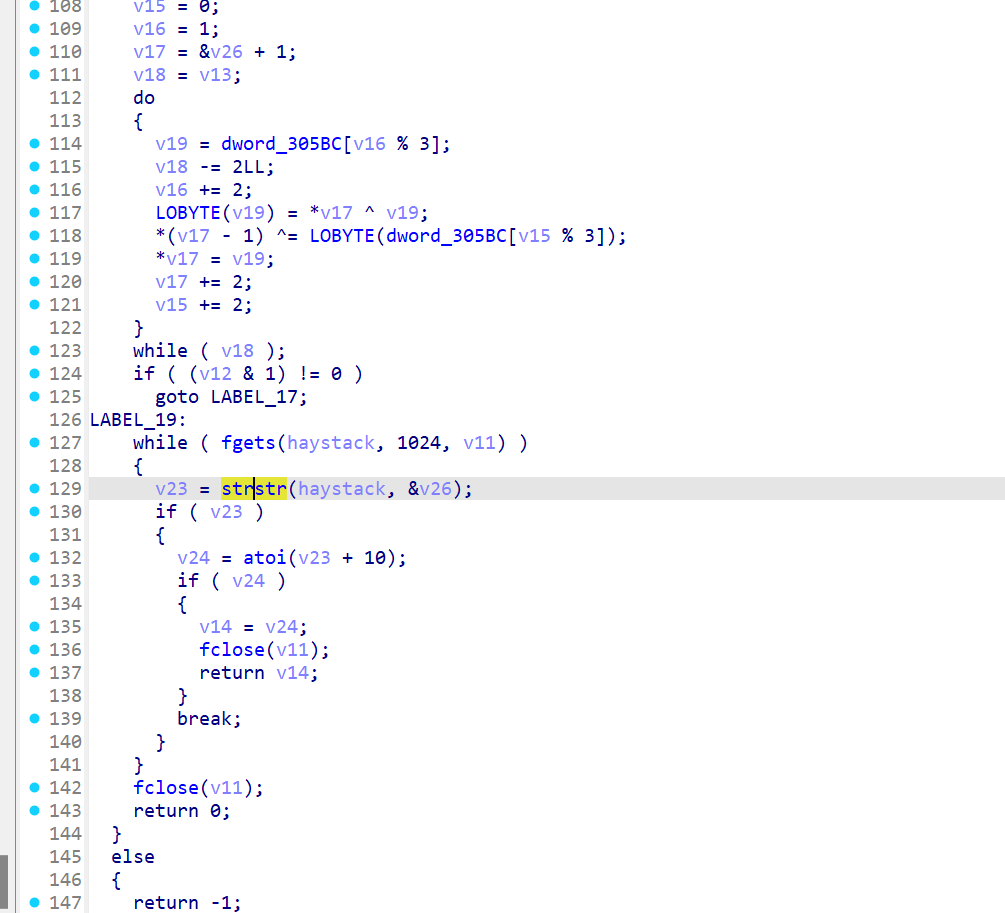 108     v15 = 0;
109     v16 = 1;
110     v17 = &v26 + 1;
111     v18 = v13;
112     do
113     {
114       v19 = dword_305BC[v16 % 3];
115       v18 -= 2LL;
116       v16 += 2;
117       LOBYTE(v19) = *v17 ^ v19;
118       *(v17 - 1) ^= LOBYTE(dword_305BC[v15 % 3]);
119       *v17 = v19;
120       v17 += 2;
121       v15 += 2;
122     }
123     while ( v18 );
124     if ( (v12 & 1) != 0 )
125       goto LABEL_17;
126 LABEL_19:
127     while ( fgets(haystack, 1024, v11) )
128     {
129       v23 = strstr(haystack, &v26);
130       if ( v23 )
131       {
132         v24 = atoi(v23 + 10);
133         if ( v24 )
134         {
135           v14 = v24;
136           fclose(v11);
137           return v14;
138         }
139         break;
140       }
141     }
142     fclose(v11);
143     return 0;
144   }
145   else
146   {
147     return -1;